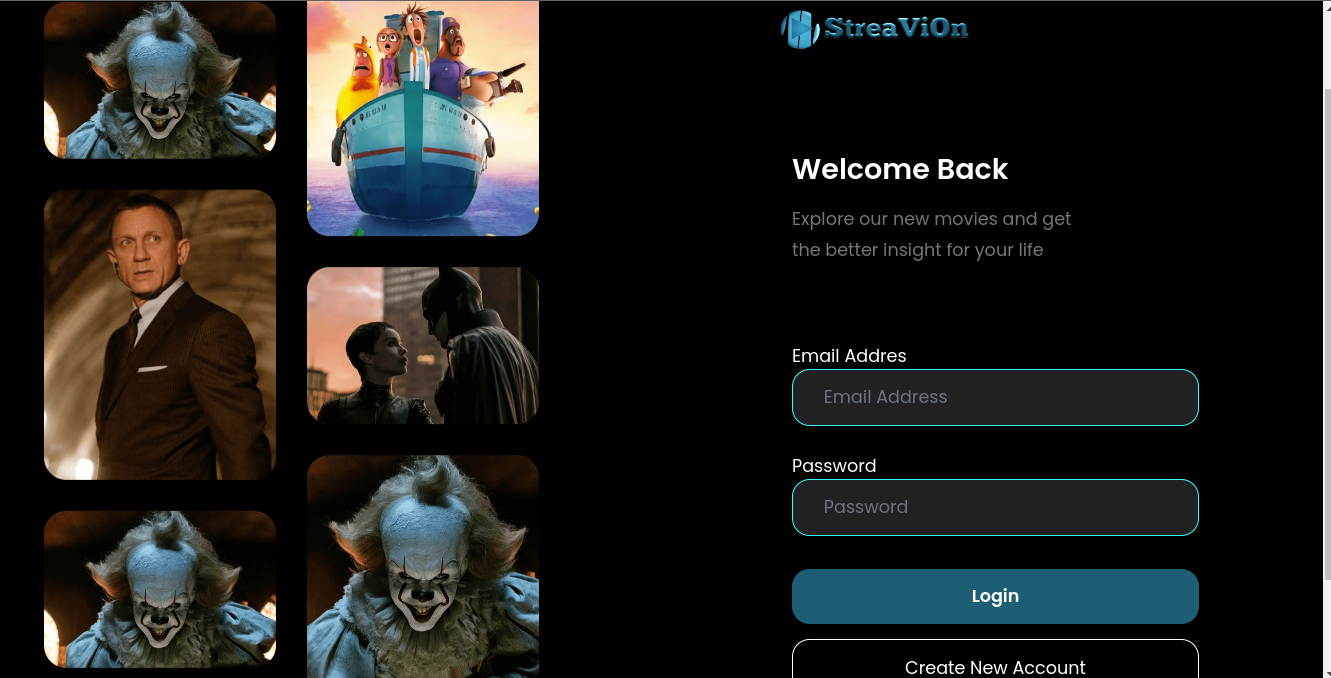 StreaViOn
Welcome Back
Explore our new movies and get
the better insight for your life
Email Addres
Email Address
Password
Password
Login
Create New Account